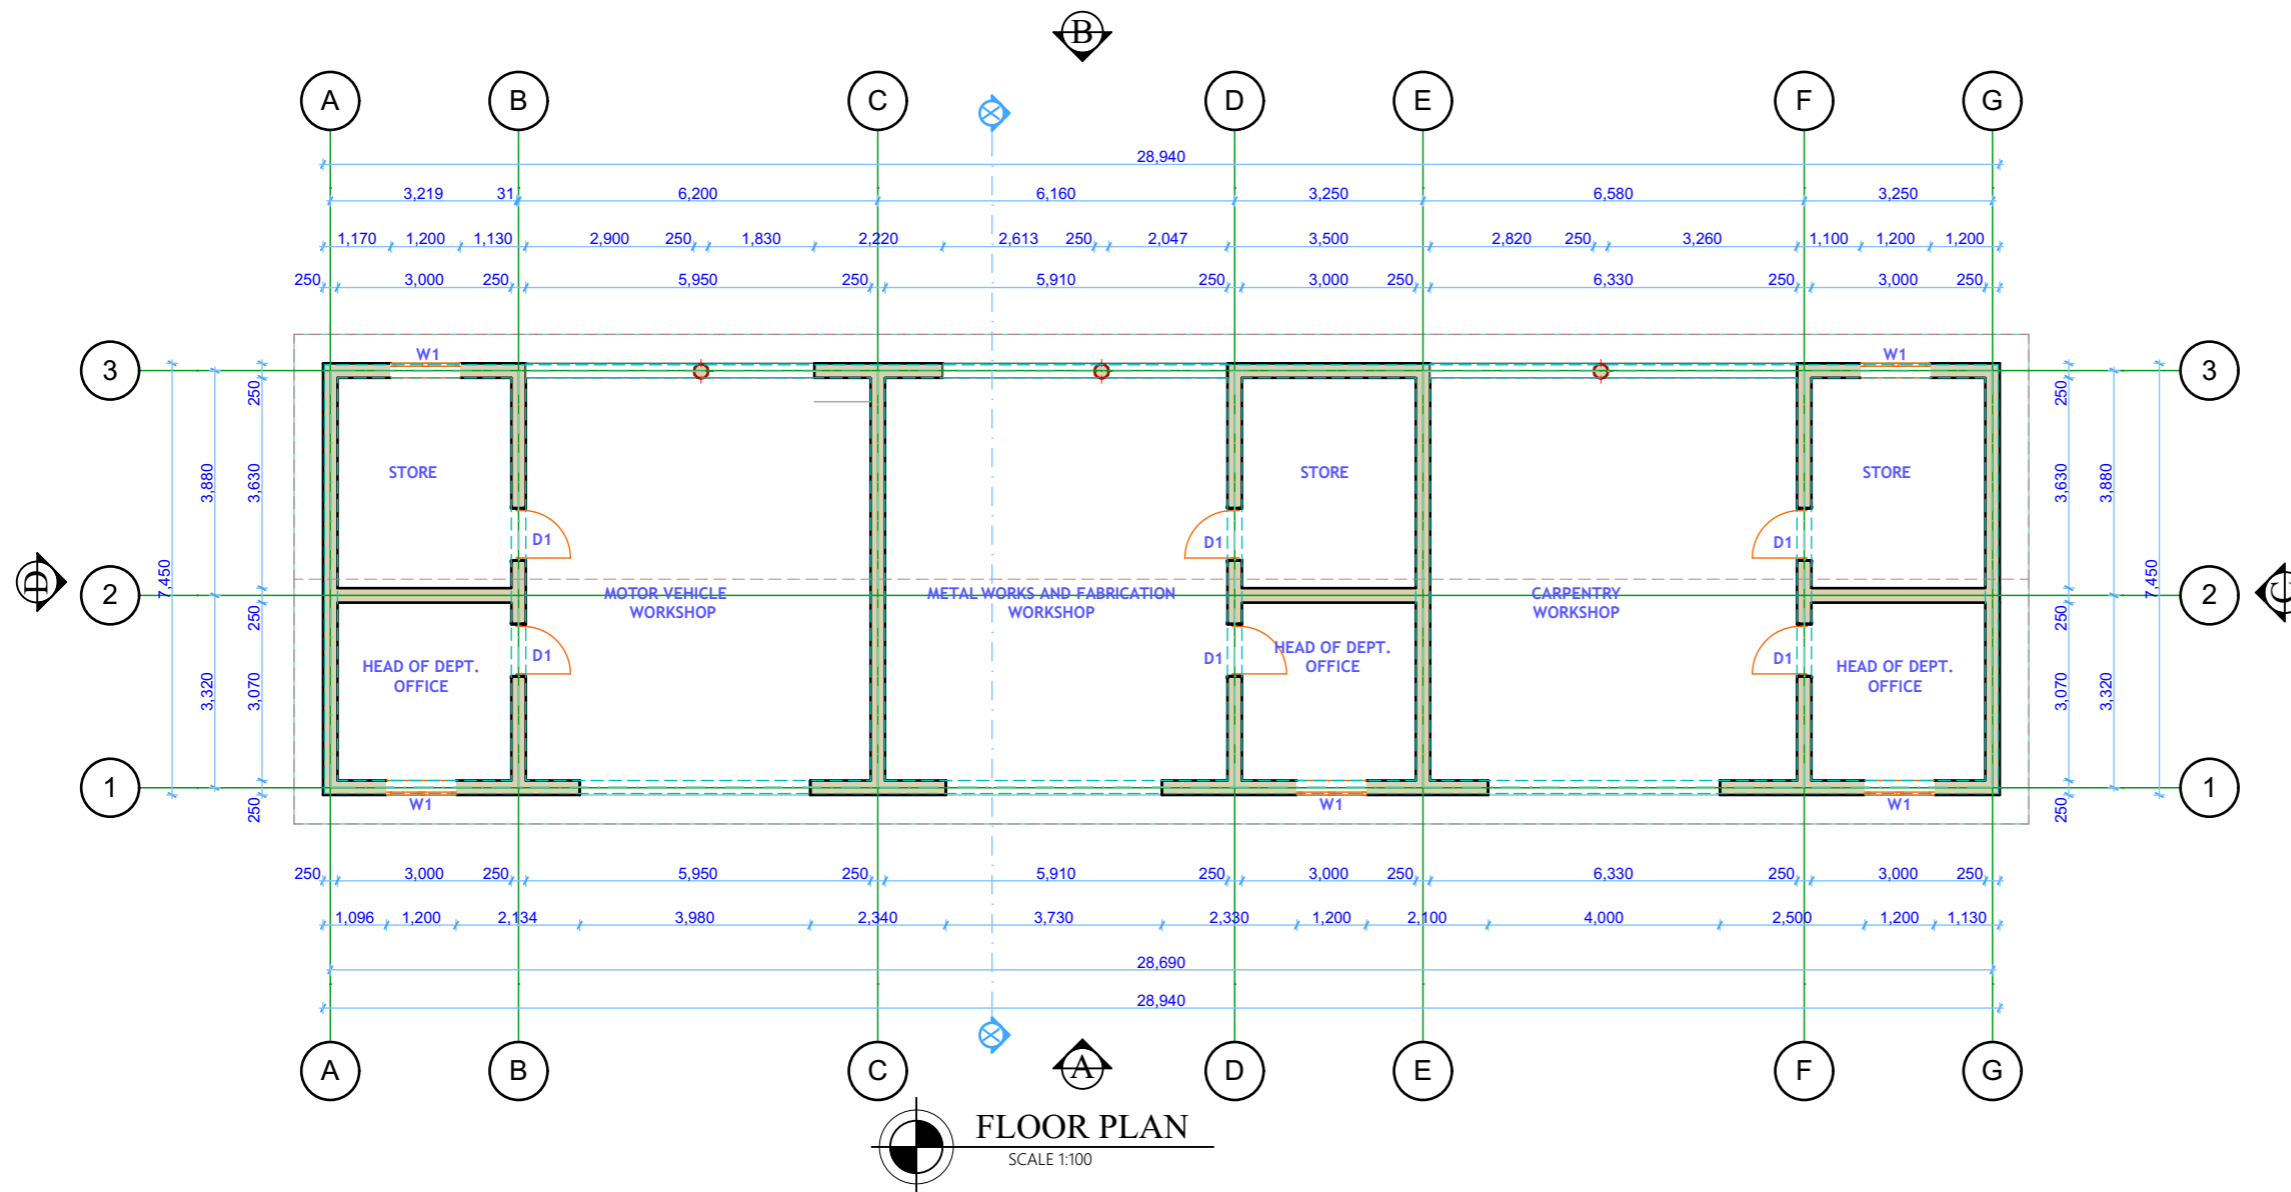 B
A B C D E F G
28,940
3,219 31 6,200 6,160 3,250 6,580 3,250
1,170 1,200 1,130 2,900 250 1,830 2,220 2,613 250 2,047 3,500 2,820 250 3,260 1,100 1,200 1,200
250 3,000 250 5,950 250 5,910 250 3,000 250 6,330 250 3,000 250
W1 W1
3 3
250 250
STORE STORE STORE
3,880 3,630 3,630 3,880
D1 D1 D1
D 7,450 7,450 C
2 2
MOTOR VEHICLE
WORKSHOP
METAL WORKS AND FABRICATION
WORKSHOP
CARPENTRY
WORKSHOP
250 250
D1 D1 D1
HEAD OF DEPT.
OFFICE
HEAD OF DEPT.
OFFICE
HEAD OF DEPT.
OFFICE
3,320 3,070 3,070 3,320
1 1
W1 W1 W1
250 250
250 3,000 250 5,950 250 5,910 250 3,000 250 6,330 250 3,000 250
1,096 1,200 2,134 3,980 2,340 3,730 2,330 1,200 2,100 4,000 2,500 1,200 1,130
28,690
28,940
A B C A D E F G
FLOOR PLAN
SCALE 1:100